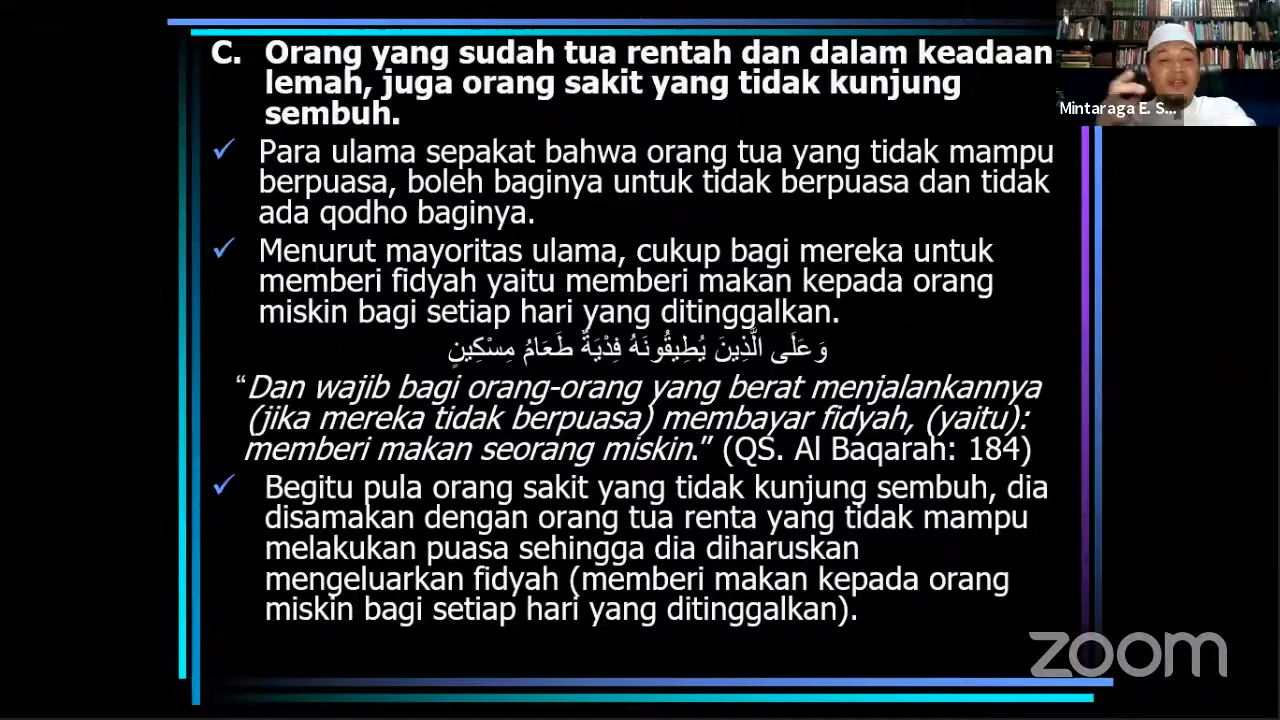 C. Orang yang sudah tua rentah dan dalam keadaan
lemah, juga orang sakit yang tidak kunjung
sembuh.
Mintaraga E. S...
✓ Para ulama sepakat bahwa orang tua yang tidak mampu
berpuasa, boleh baginya untuk tidak berpuasa dan tidak
ada qodho baginya.
✓ Menurut mayoritas ulama, cukup bagi mereka untuk
memberi fidyah yaitu memberi makan kepada orang
miskin bagi setiap hari yang ditinggalkan.
وَعَلَى الَّذِينَ يُطِيقُونَهُ فِدْيَةٌ طَعَامُ مِسْكِينٍ
“Dan wajib bagi orang-orang yang berat menjalankannya
(jika mereka tidak berpuasa) membayar fidyah, (yaitu):
memberi makan seorang miskin.” (QS. Al Baqarah: 184)
✓ Begitu pula orang sakit yang tidak kunjung sembuh, dia
disamakan dengan orang tua renta yang tidak mampu
melakukan puasa sehingga dia diharuskan
mengeluarkan fidyah (memberi makan kepada orang
miskin bagi setiap hari yang ditinggalkan).
zoom